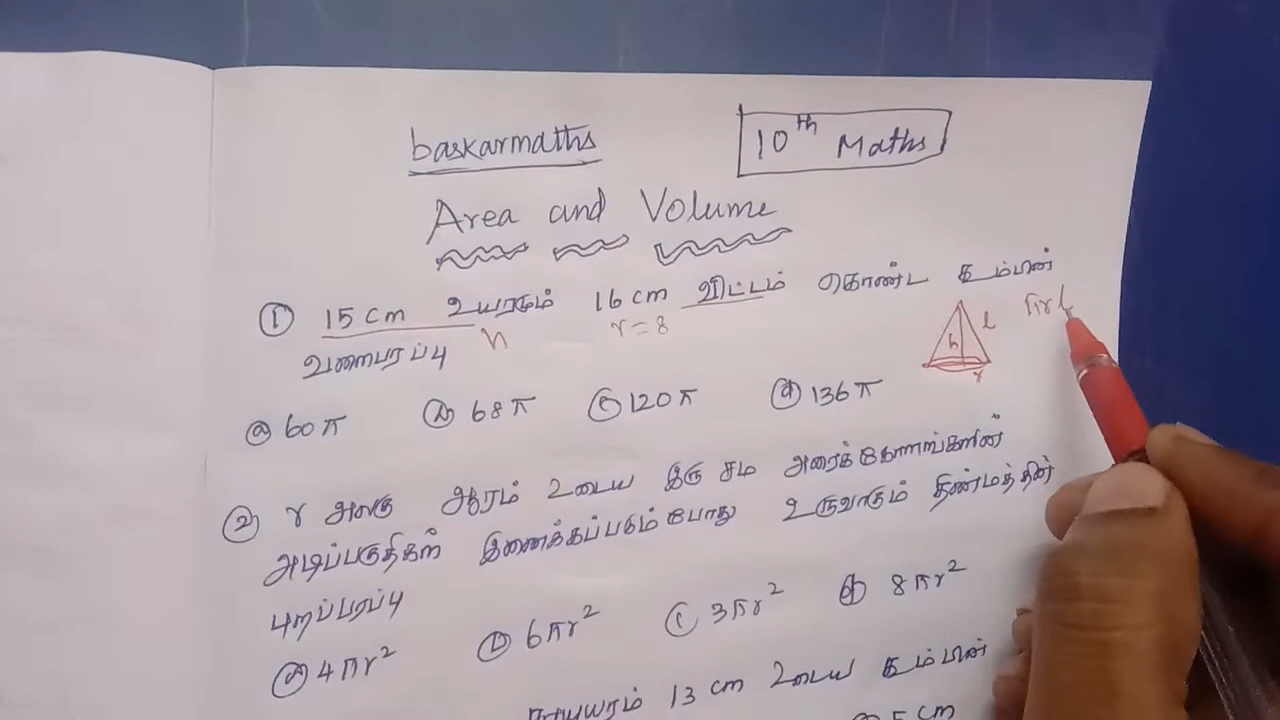 baskarmaths
10th Maths
Area and Volume
① 15 cm உயரமும் 16 cm விட்டம் கொண்ட கூம்பின்
வளைபரப்பு h r = 8 h l r πrl
ⓐ 60π ⓑ 68π ⓒ 120π ⓓ 136π
② r அலகு ஆரம் உடைய இரு சம அரைக்கோளங்களின்
அடிப்பகுதிகள் இணைக்கப்படும்போது உருவாகும் திண்மத்தின்
புறப்பரப்பு
ⓐ 4πr² ⓑ 6πr² ⓒ 3πr² ⓓ 8πr²
13 cm உடைய கூம்பின்
5 cm